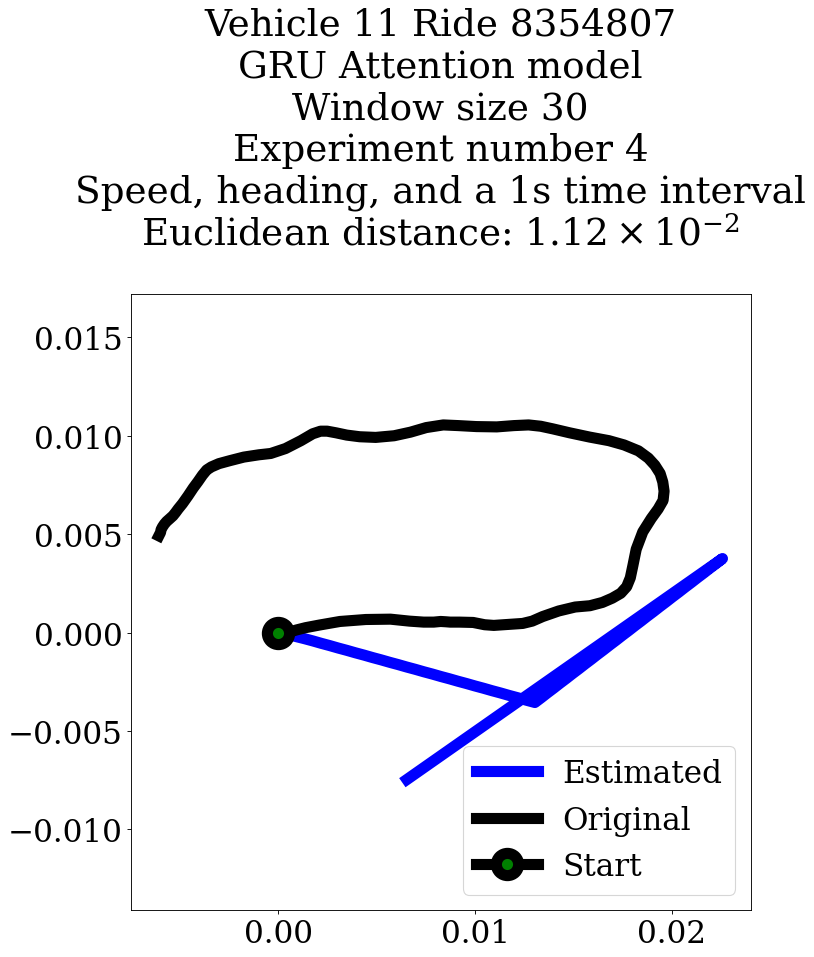 Vehicle 11 Ride 8354807
GRU Attention model
Window size 30
Experiment number 4
Speed, heading, and a 1s time interval
Euclidean distance: 1.12 × 10⁻²
0.015
0.010
0.005
0.000
−0.005
−0.010
Estimated
Original
Start
0.00 0.01 0.02